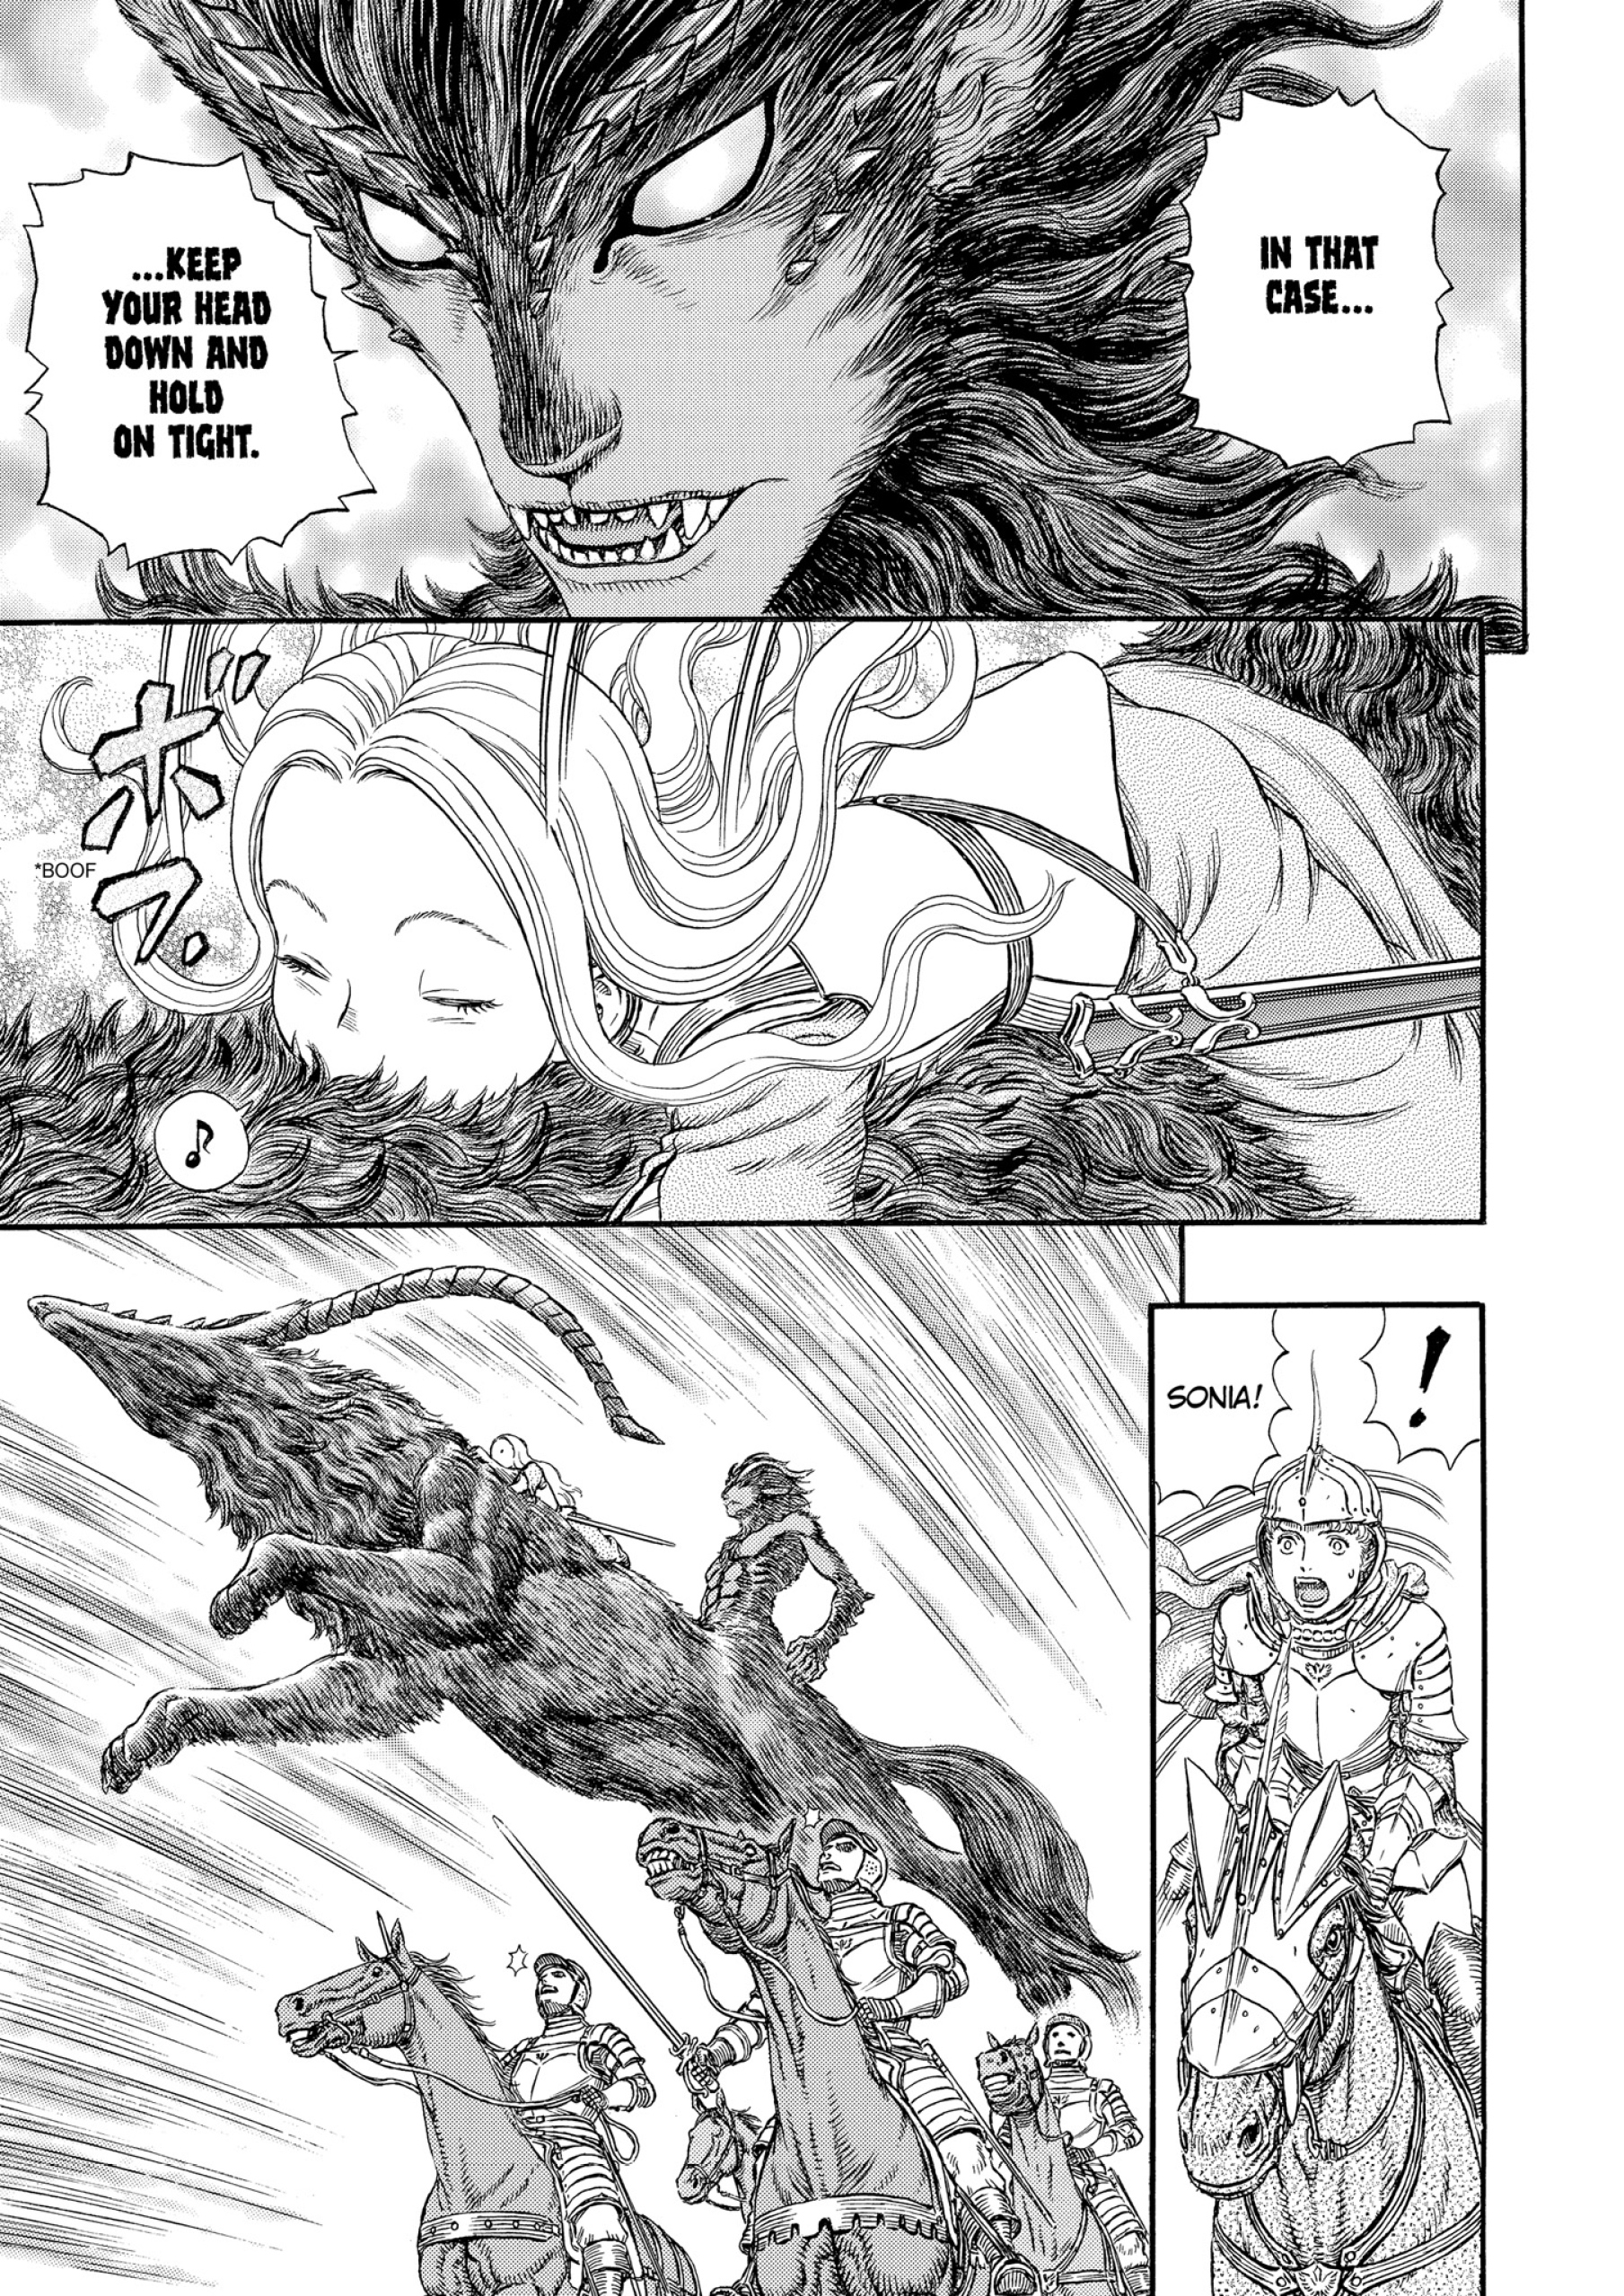 IN THAT
CASE...
...KEEP
YOUR HEAD
DOWN AND
HOLD
ON TIGHT.
ボフ
*BOOF
♪
!
SONIA!